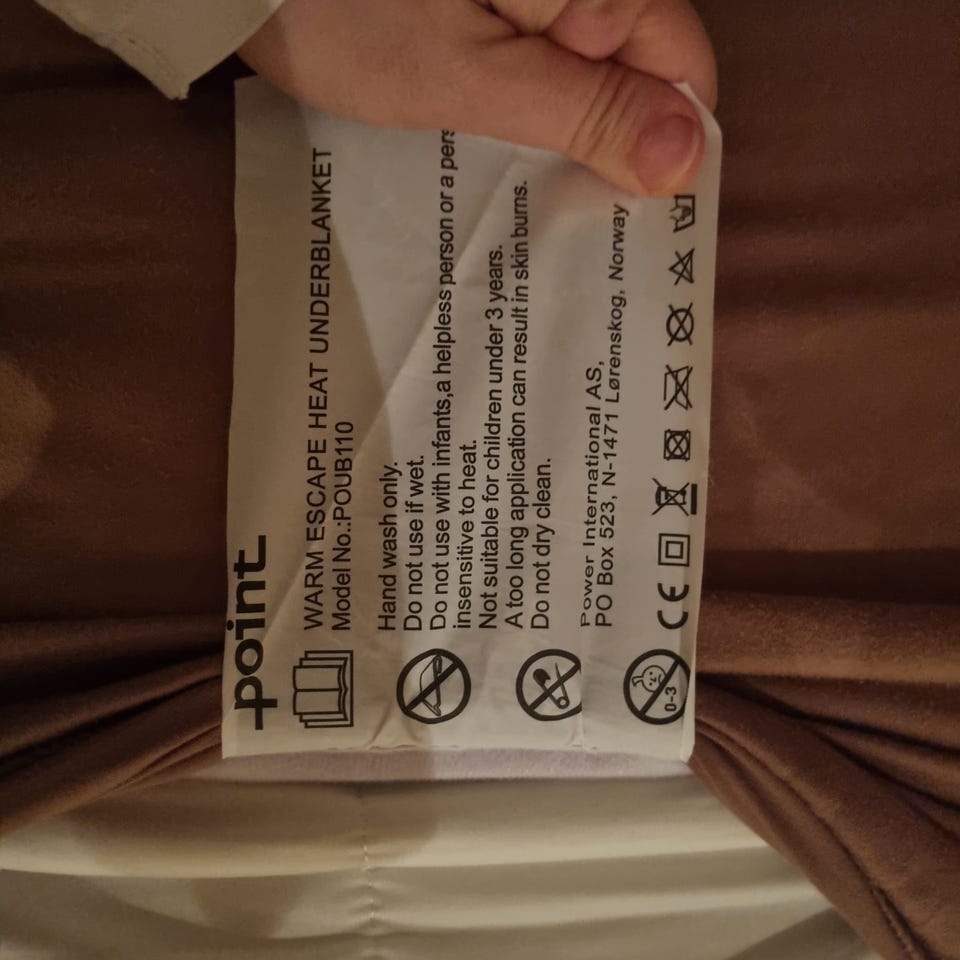 point
WARM ESCAPE HEAT UNDERBLANKET
Model No.:POUB110
Hand wash only.
Do not use if wet.
Do not use with infants,a helpless person or a
insensitive to heat.
Not suitable for children under 3 years.
A too long application can result in skin burns.
Do not dry clean.
Power International AS,
PO Box 523, N-1471 Lørenskog, Norway
0-3 CE